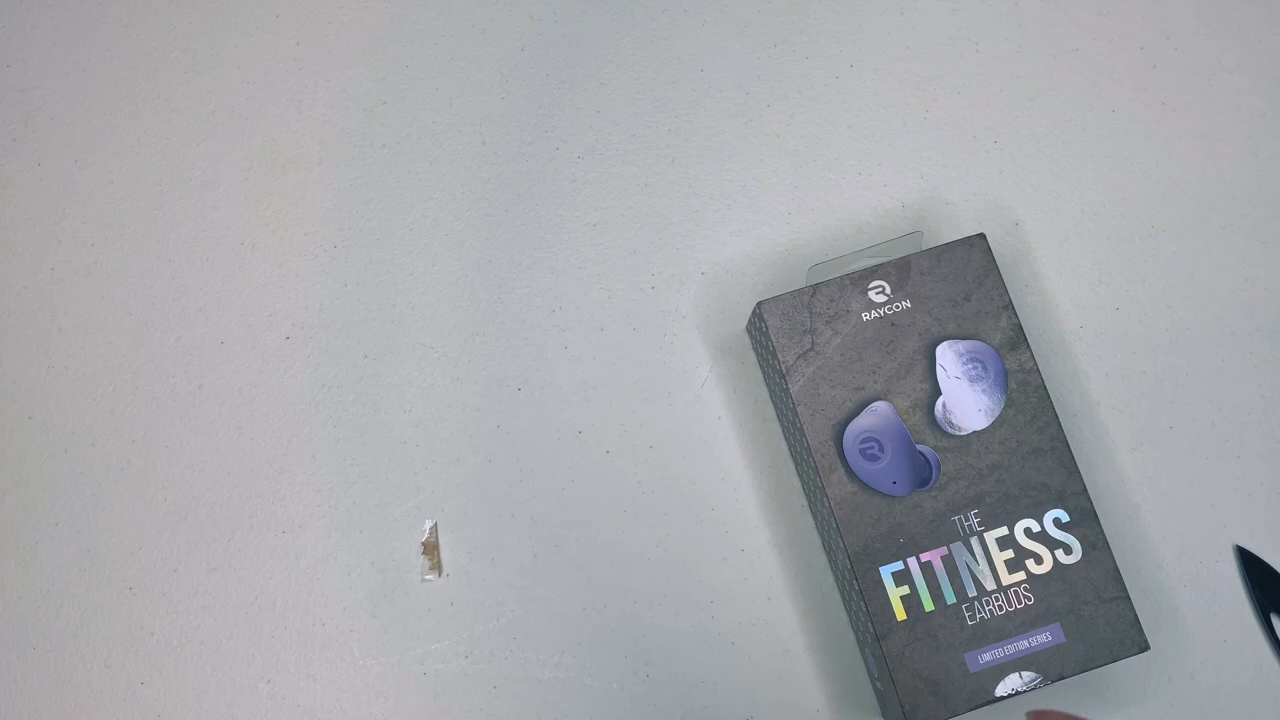 RAYCON
THE
FITNESS
EARBUDS
LIMITED EDITION SERIES